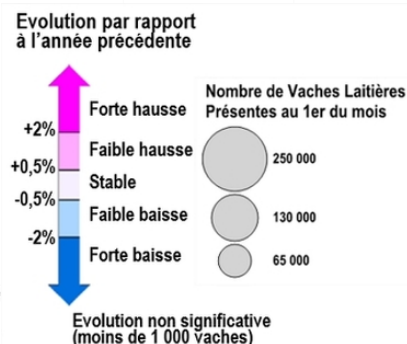 Evolution par rapport
à l'année précédente
Forte hausse
+2%
Faible hausse
+0,5%
Stable
-0,5%
Faible baisse
-2%
Forte baisse
Evolution non significative
(moins de 1 000 vaches)
Nombre de Vaches Laitières
Présentes au 1er du mois
250 000
130 000
65 000